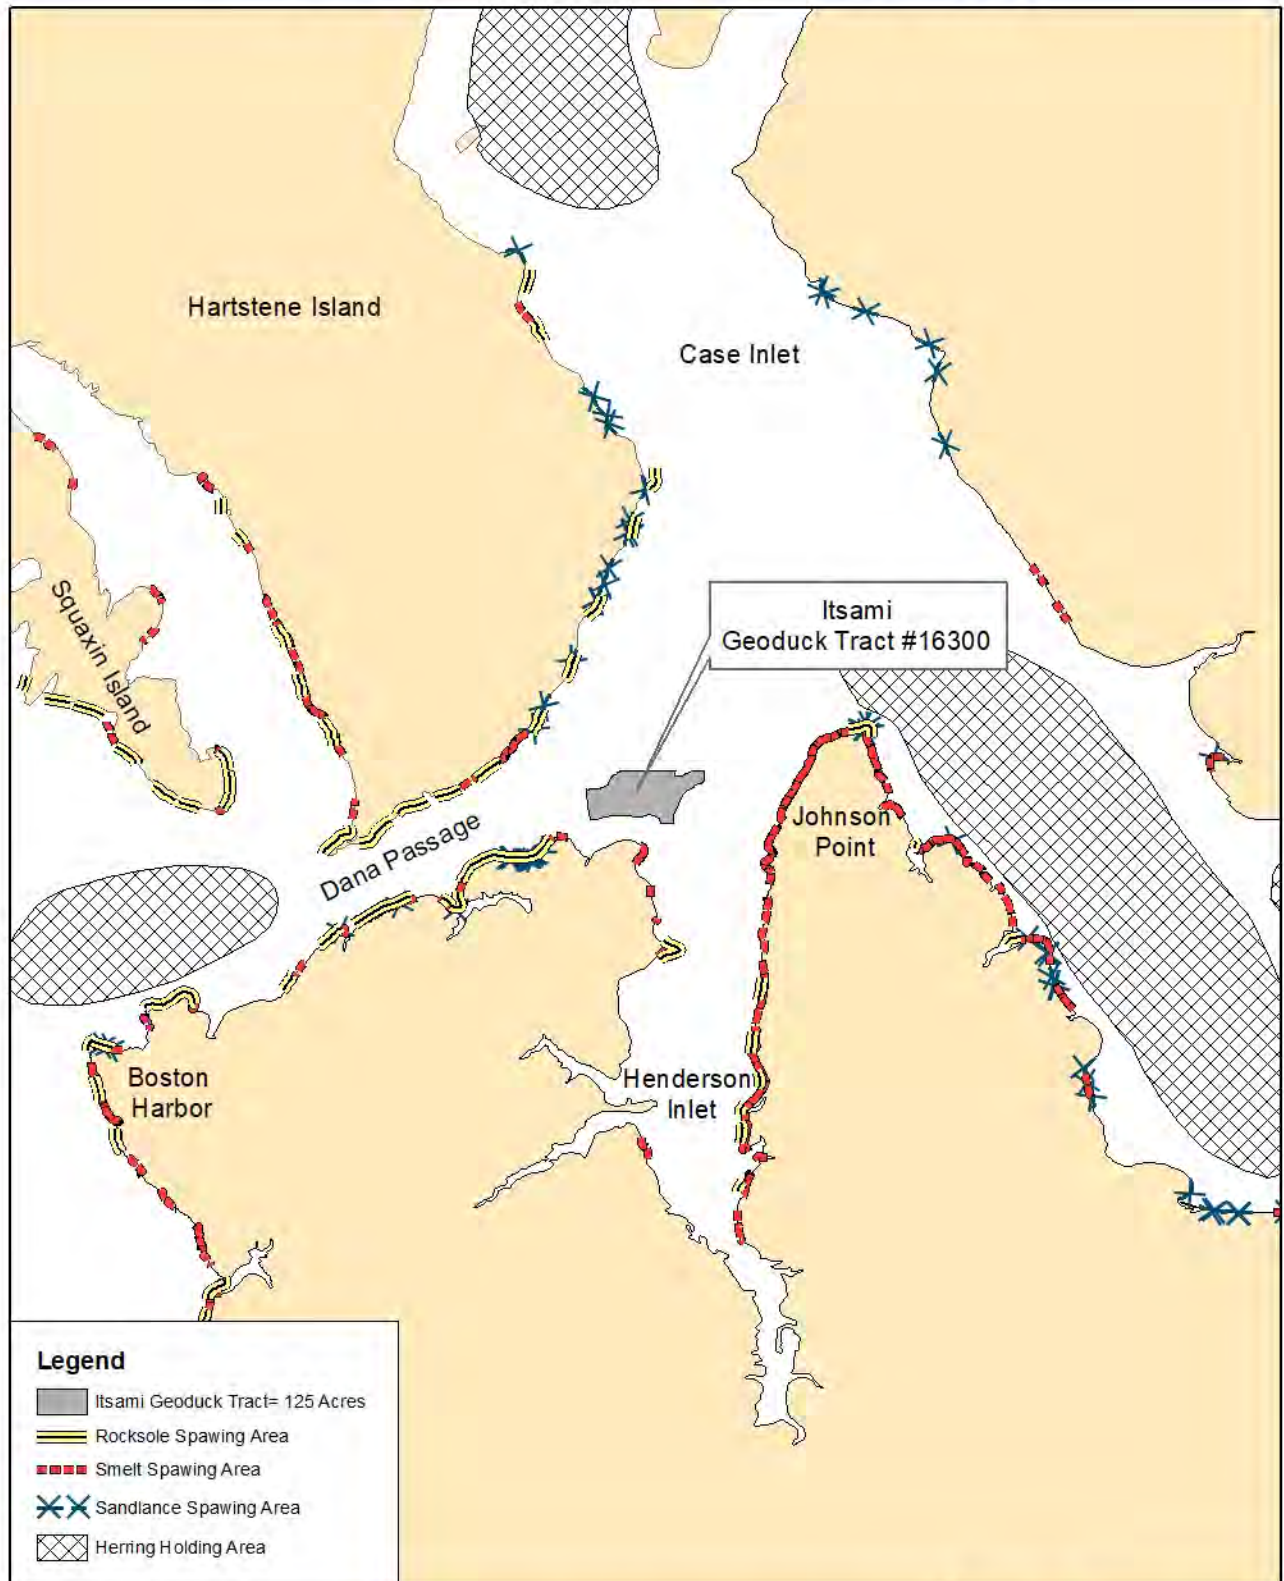 Hartstene Island
Case Inlet
Squaxin Island
Itsami
Geoduck Tract #16300
Dana Passage
Johnson
Point
Boston
Harbor
Henderson
Inlet
Legend
Itsami Geoduck Tract= 125 Acres
Rocksole Spawing Area
Smelt Spawing Area
Sandlance Spawing Area
Herring Holding Area